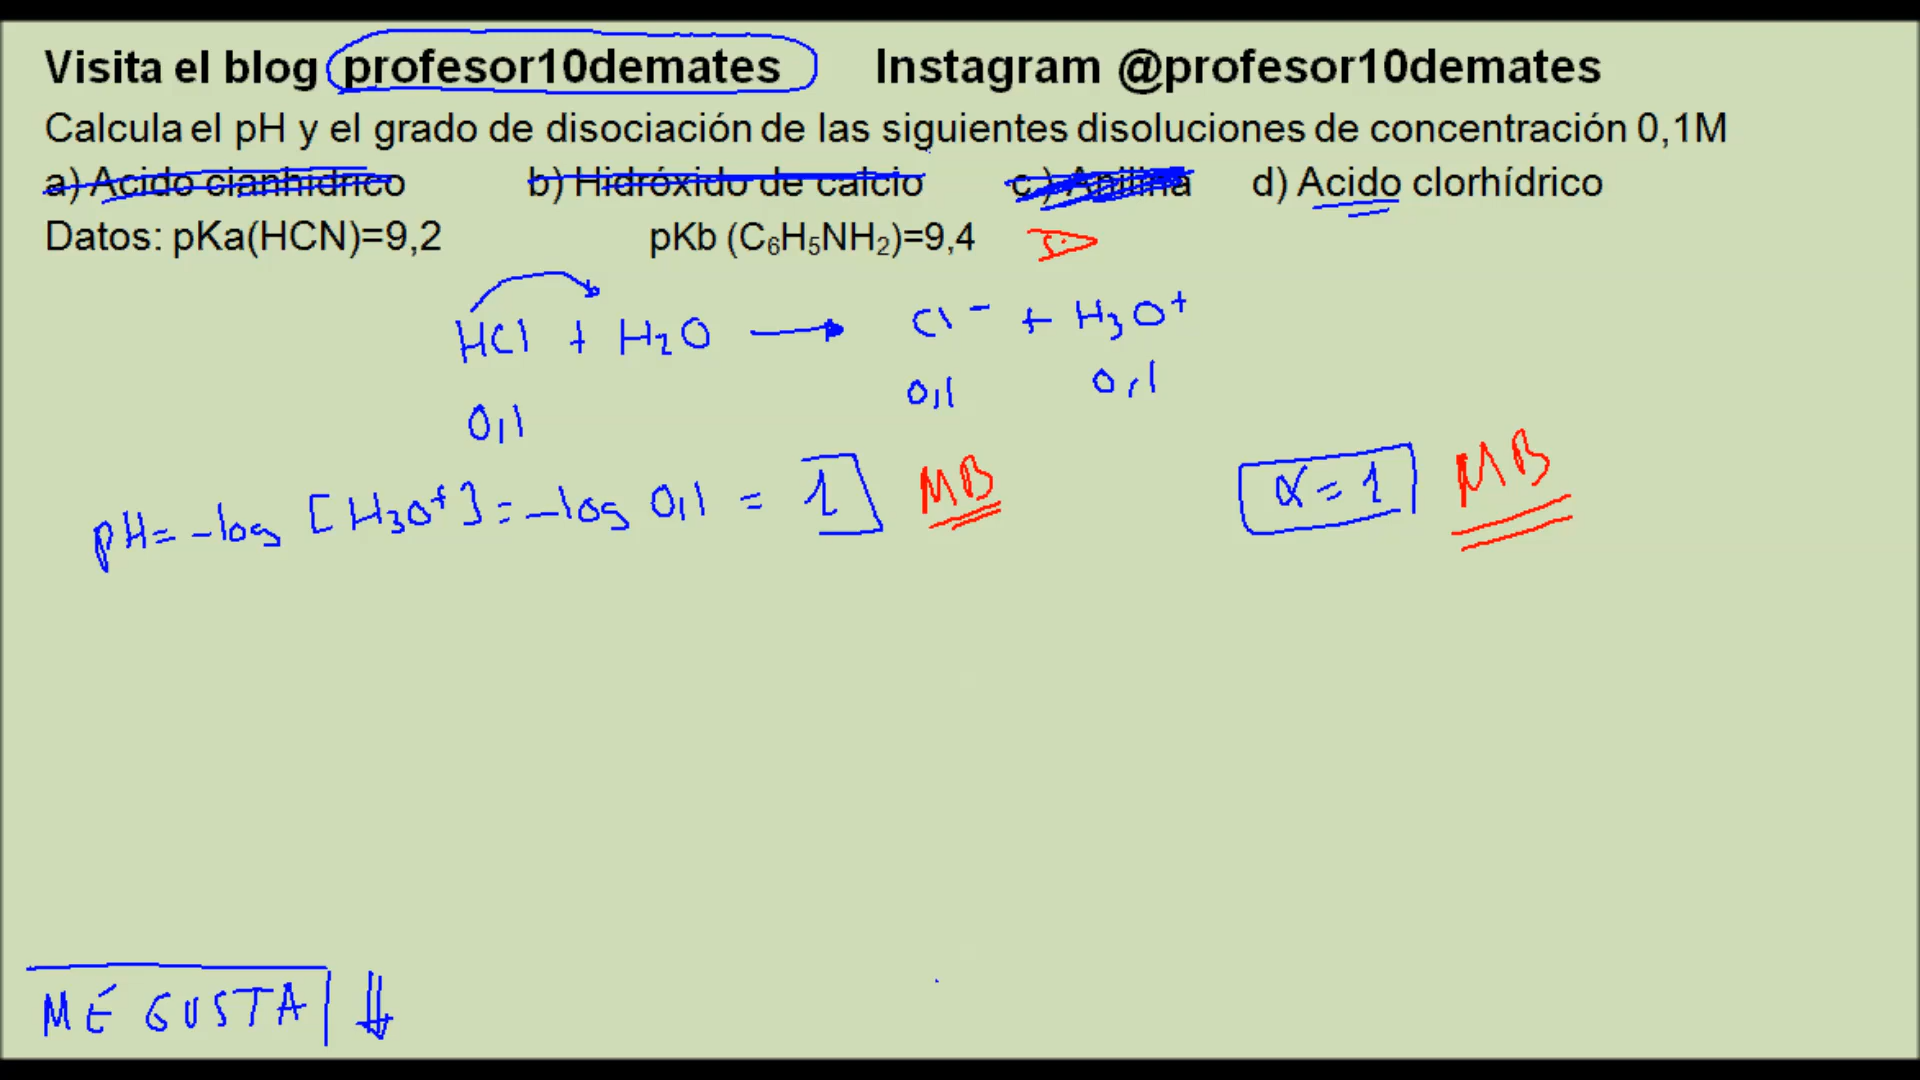 Visita el blog profesor10demates Instagram @profesor10demates
Calcula el pH y el grado de disociación de las siguientes disoluciones de concentración 0,1M
a) Acido cianhídrico b) Hidróxido de calcio c) Anilina d) Acido clorhídrico
Datos: pKa(HCN)=9,2 pKb (C₆H₅NH₂)=9,4
HCl + H₂O → Cl⁻ + H₃O⁺
0,1 0,1 0,1
pH = -log [H₃O⁺] = -log 0,1 = 1 MB α = 1 MB
ME GUSTA